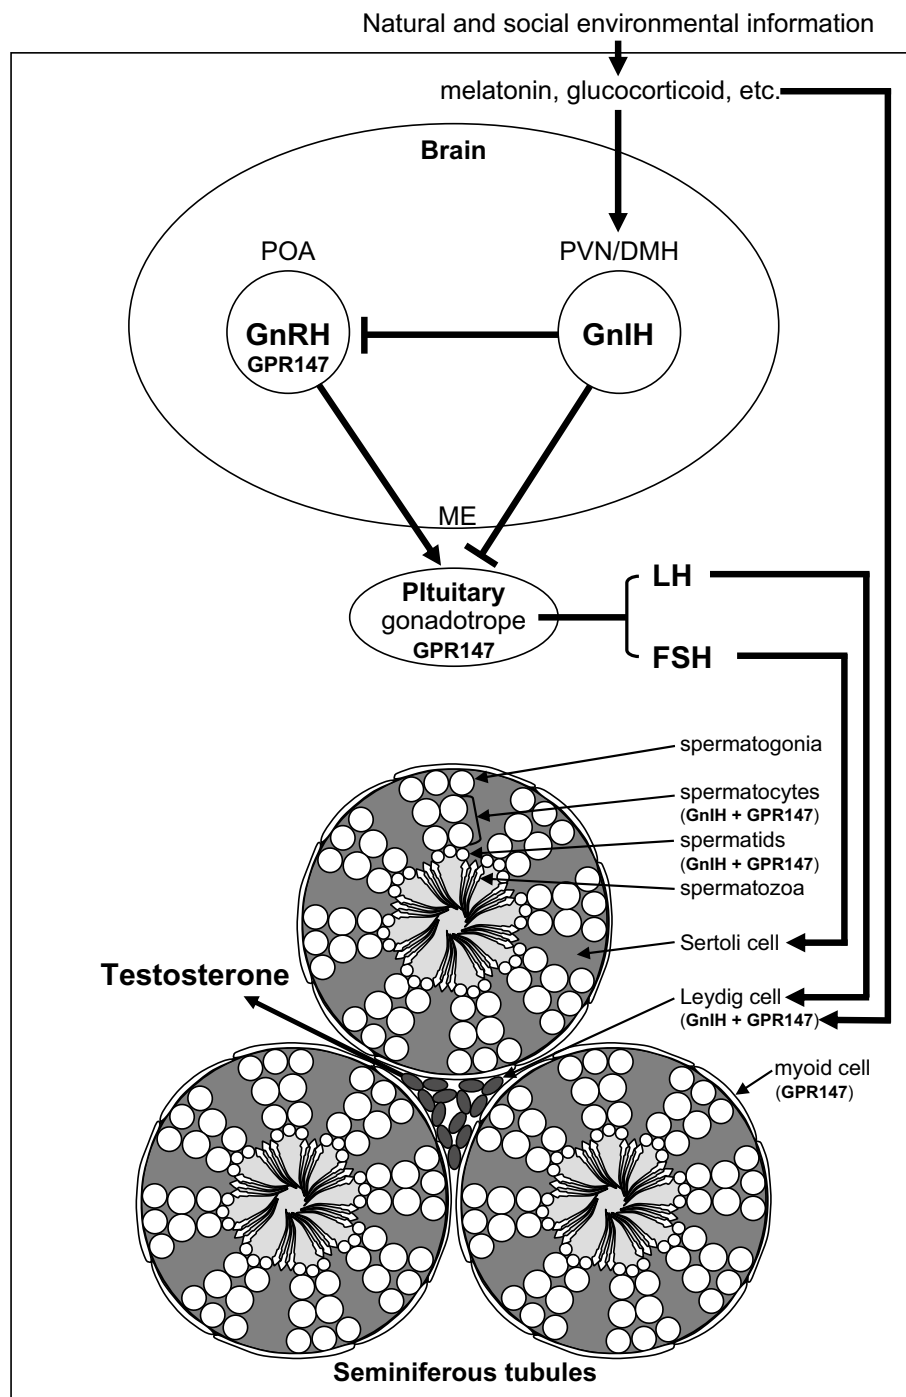 Natural and social environmental information
melatonin, glucocorticoid, etc.
Brain
POA
PVN/DMH
GnRH
GPR147
GnIH
ME
PItuitary
gonadotrope
GPR147
LH
FSH
spermatogonia
spermatocytes
(GnIH + GPR147)
spermatids
(GnIH + GPR147)
spermatozoa
Sertoli cell
Testosterone
Leydig cell
(GnIH + GPR147)
myoid cell
(GPR147)
Seminiferous tubules